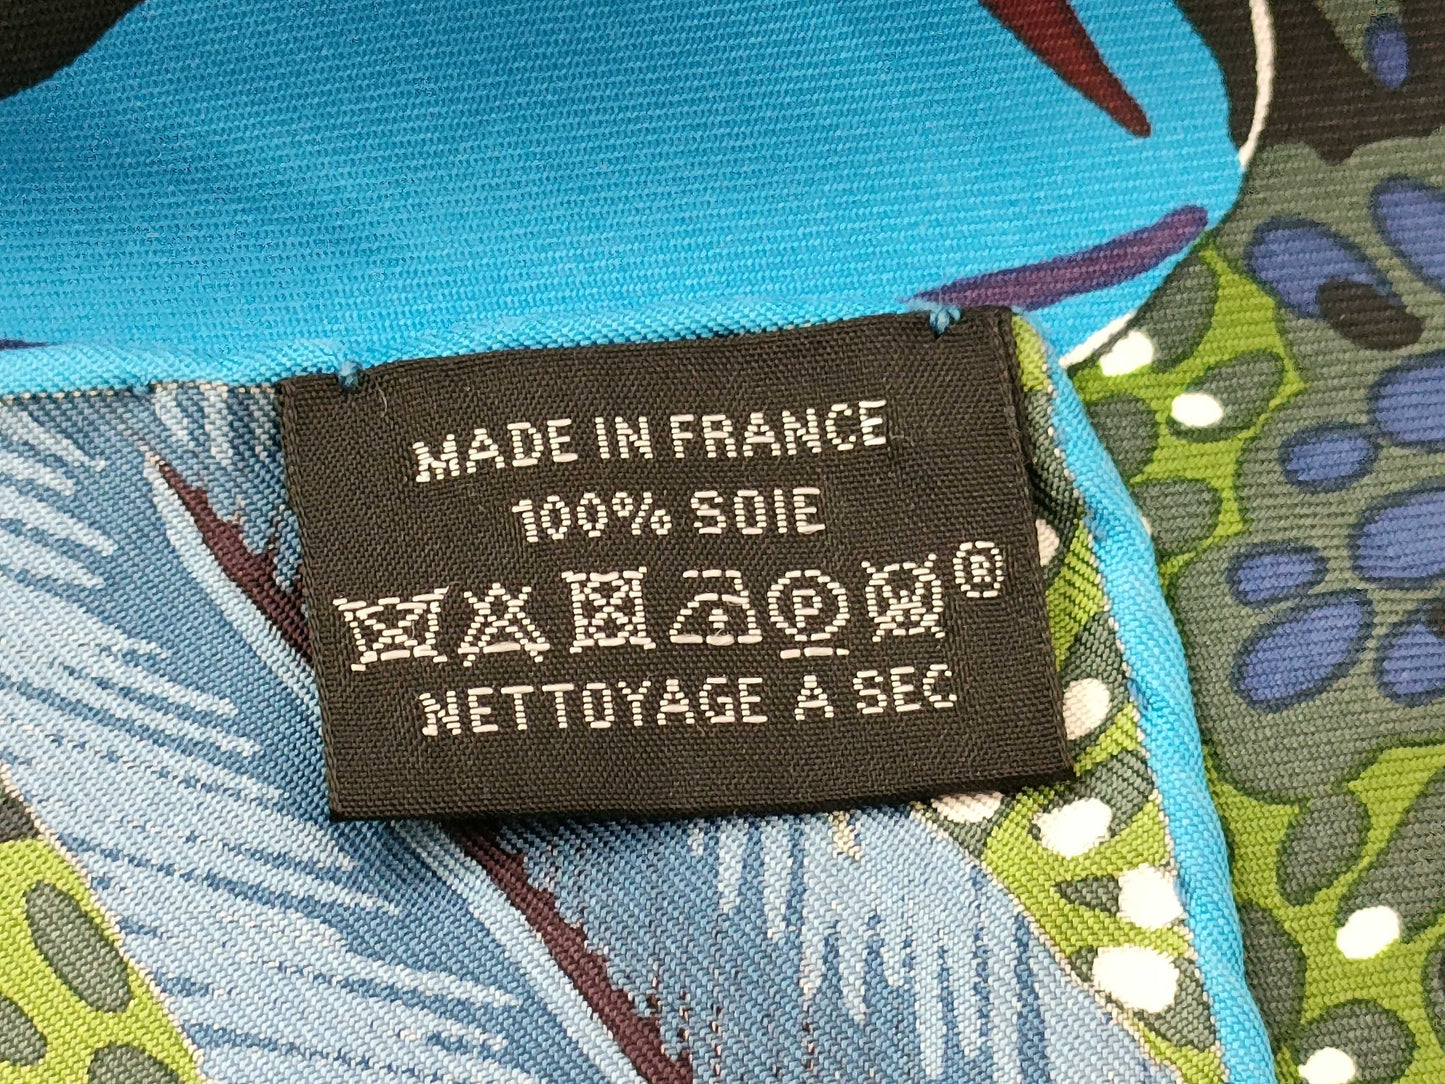 MADE IN FRANCE
100% SOIE
P W ®
NETTOYAGE A SEC